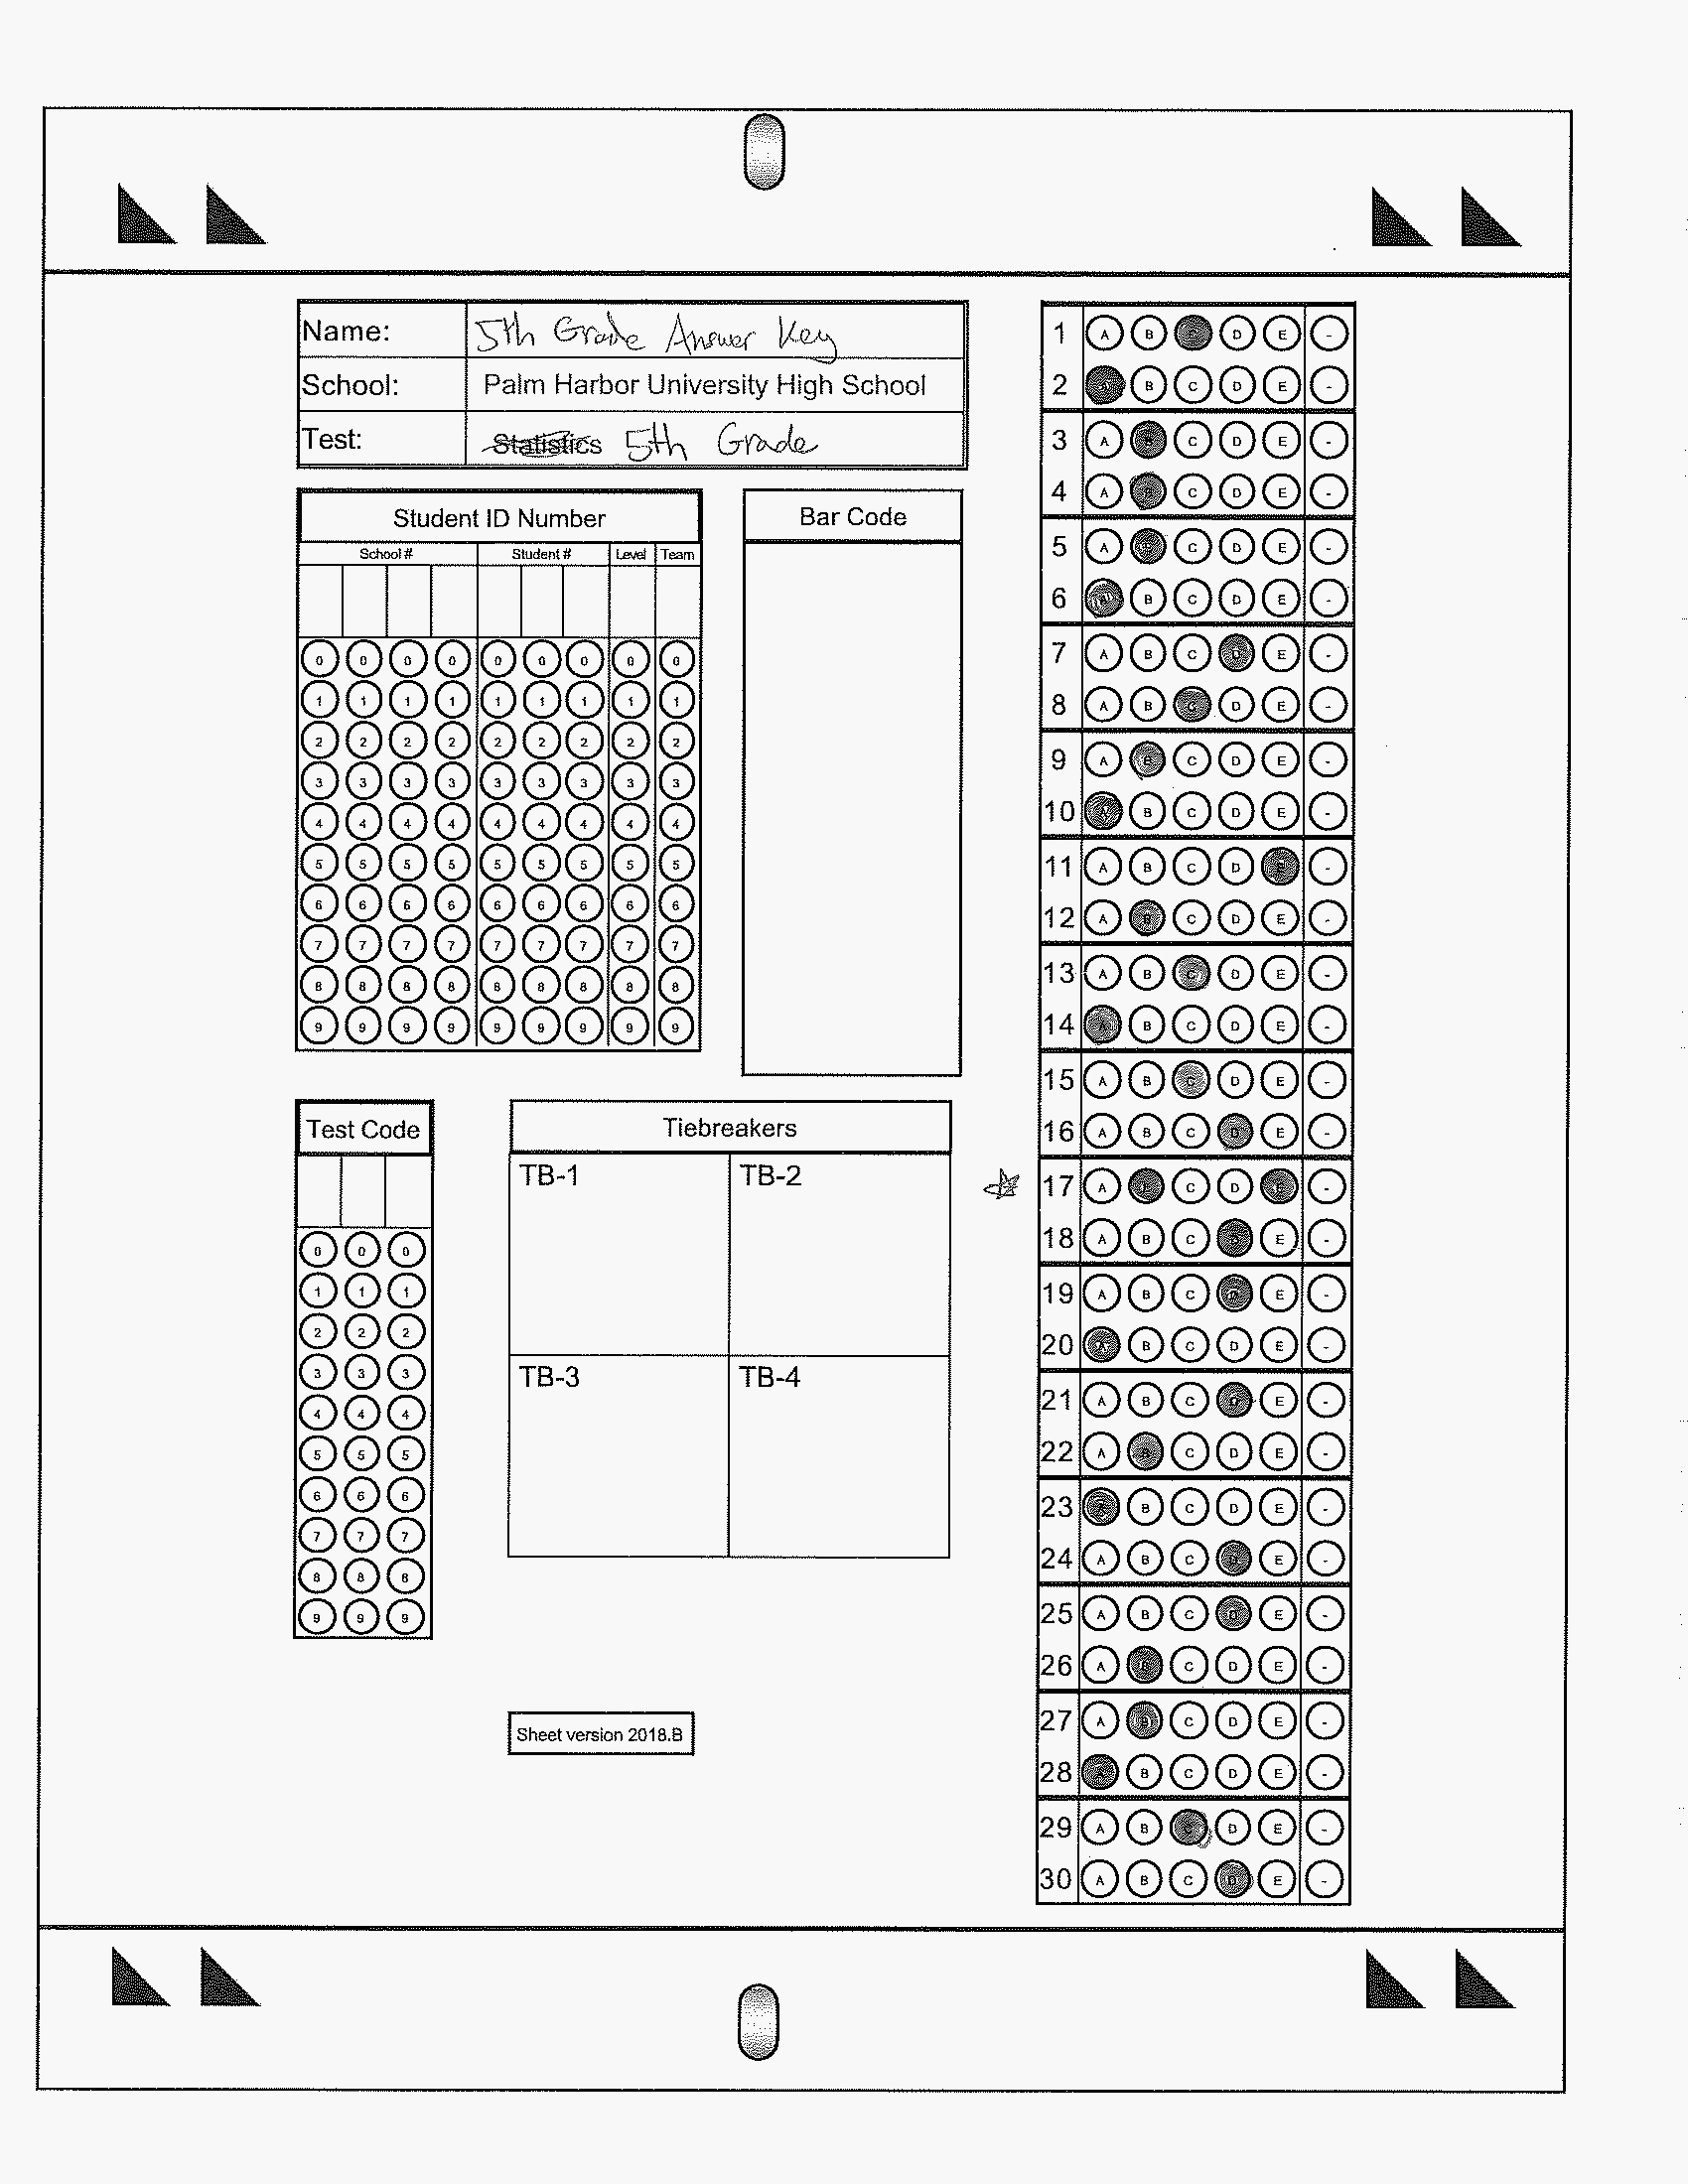 Name: 5th Grade Answer Key
School: Palm Harbor University High School
Test: Statistics 5th Grade
Student ID Number
School # Student # Level Team
0 0 0 0 0 0 0 0 0
1 1 1 1 1 1 1 1 1
2 2 2 2 2 2 2 2 2
3 3 3 3 3 3 3 3 3
4 4 4 4 4 4 4 4 4
5 5 5 5 5 5 5 5 5
6 6 6 6 6 6 6 6 6
7 7 7 7 7 7 7 7 7
8 8 8 8 8 8 8 8 8
9 9 9 9 9 9 9 9 9
Bar Code
Test Code
0 0 0
1 1 1
2 2 2
3 3 3
4 4 4
5 5 5
6 6 6
7 7 7
8 8 8
9 9 9
Tiebreakers
TB-1 TB-2
TB-3 TB-4
Sheet version 2018.B
1 A B D E -
2 B C D E -
3 A B C D E -
4 A B C D E -
5 A B C D E -
6 A B C D E -
7 A B C D E -
8 A B C D E -
9 A B C D E -
10 A B C D E -
11 A B C D E -
12 A B C D E -
13 A B C D E -
14 A B C D E -
15 A B C D E -
16 A B C D E -
17 A B C D E -
18 A B C D E -
19 A B C D E -
20 A B C D E -
21 A B C D E -
22 A B C D E -
23 A B C D E -
24 A B C D E -
25 A B C D E -
26 A B C D E -
27 A B C D E -
28 A B C D E -
29 A B C D E -
30 A B C D E -